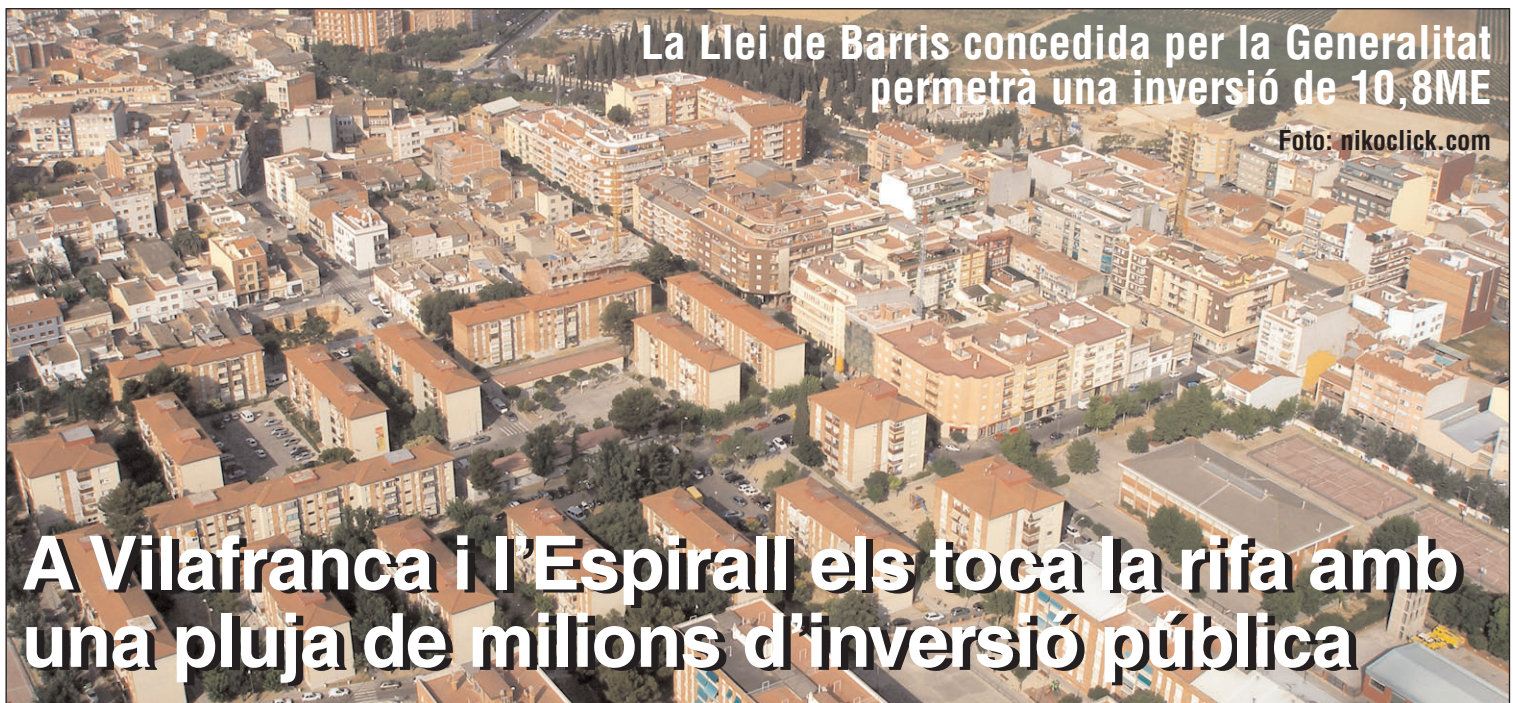 La Llei de Barris concedida per la Generalitat
permetrà una inversió de 10,8ME
Foto: nikoclick.com
A Vilafranca i l'Espirall els toca la rifa amb
una pluja de milions d'inversió pública